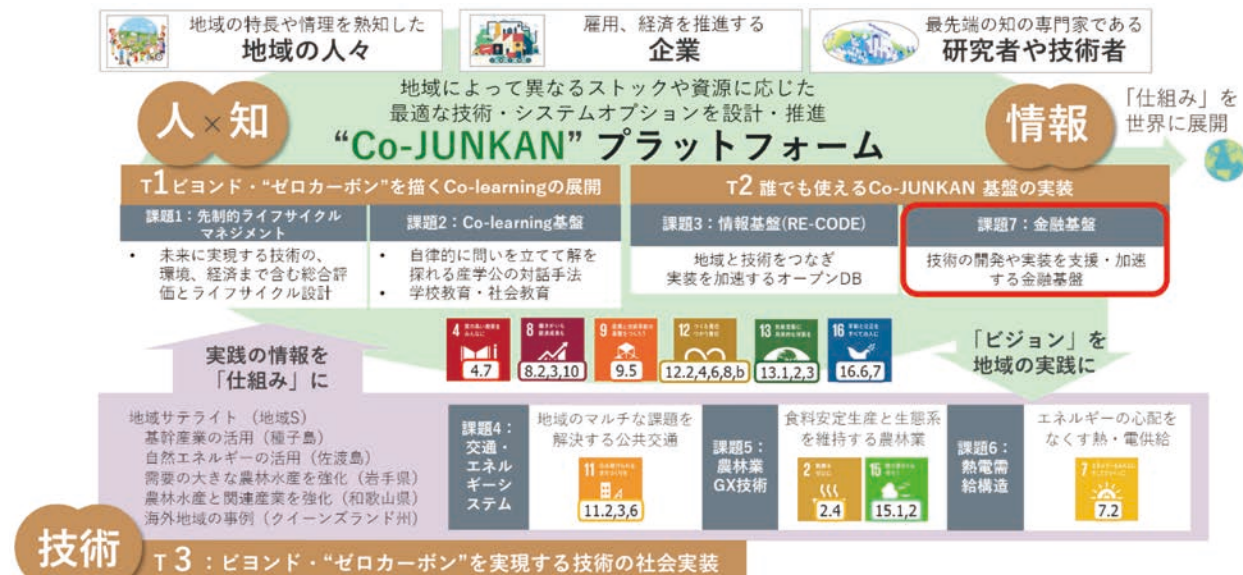 地域の特長や情理を熟知した
地域の人々
雇用、経済を推進する
企業
最先端の知の専門家である
研究者や技術者
人×知
地域によって異なるストックや資源に応じた
最適な技術・システムオプションを設計・推進
“Co-JUNKAN” プラットフォーム
情報
「仕組み」を
世界に展開
T1ビヨンド・“ゼロカーボン”を描くCo-learningの展開
課題1：先制的ライフサイクル
マネジメント
• 未来に実現する技術の、
環境、経済まで含む総合評
価とライフサイクル設計
課題2：Co-learning基盤
• 自律的に問いを立てて解を
探れる産学公の対話手法
• 学校教育・社会教育
T2 誰でも使えるCo-JUNKAN 基盤の実装
課題3：情報基盤(RE-CODE)
地域と技術をつなぎ
実装を加速するオープンDB
課題7：金融基盤
技術の開発や実装を支援・加速
する金融基盤
実践の情報を
「仕組み」に
4
4.7
8
8.2,3,10
9
9.5
12
12.2,4,6,8,b
13
13.1,2,3
16
16.6,7
「ビジョン」を
地域の実践に
地域サテライト（地域S）
基幹産業の活用（種子島）
自然エネルギーの活用（佐渡島）
需要の大きな農林水産を強化（岩手県）
農林水産と関連産業を強化（和歌山県）
海外地域の事例（クイーンズランド州）
課題4：
交通・
エネル
ギーシ
ステム
地域のマルチな課題を
解決する公共交通
11
11.2,3,6
課題5：
農林業
GX技術
食料安定生産と生態系
を維持する農林業
2
2.4
15
15.1,2
課題6：
熱電需
給構造
エネルギーの心配を
なくす熱・電供給
7
7.2
技術
T 3 ：ビヨンド・“ゼロカーボン”を実現する技術の社会実装